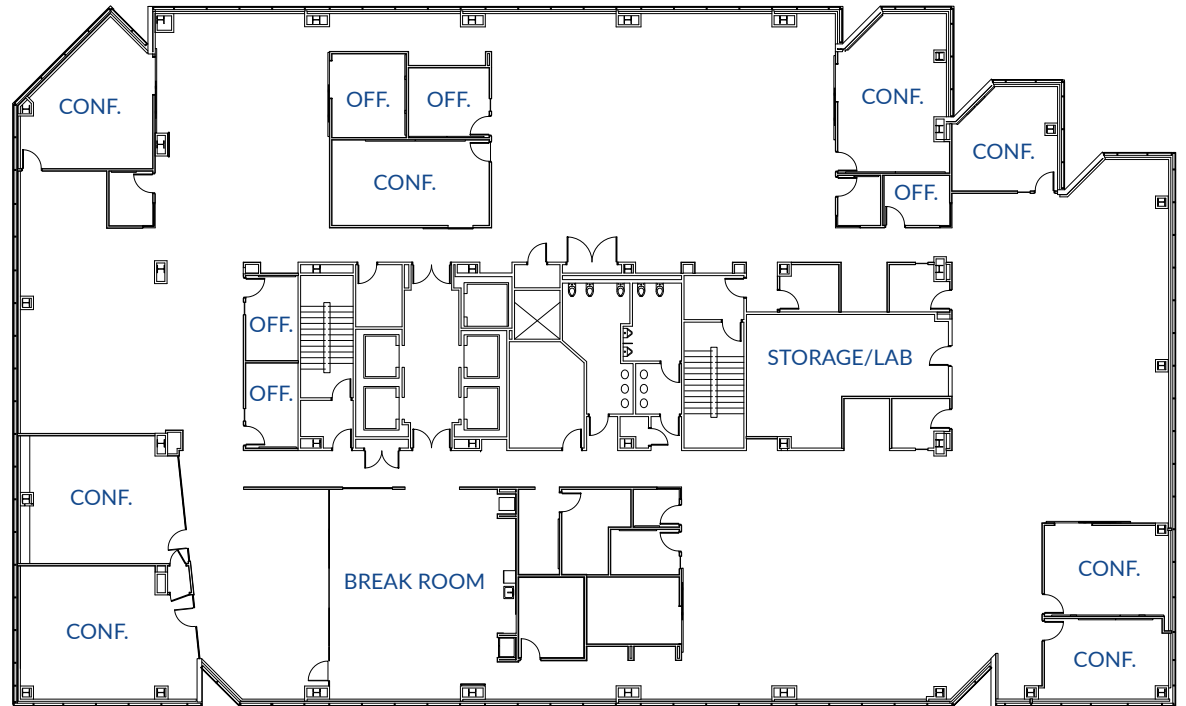 CONF.
OFF.
OFF.
CONF.
CONF.
CONF.
OFF.
OFF.
STORAGE/LAB
OFF.
CONF.
BREAK ROOM
CONF.
CONF.
CONF.